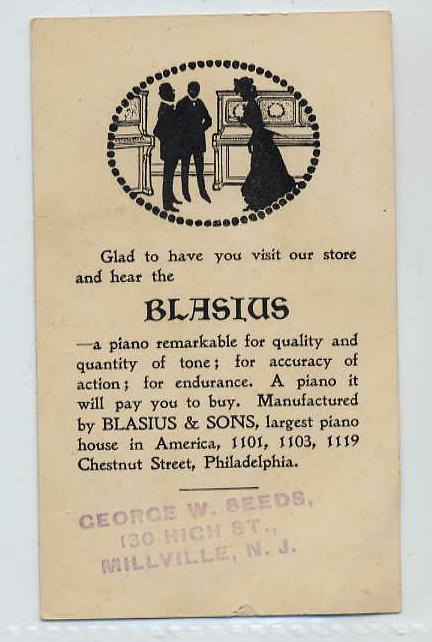 Glad to have you visit our store
and hear the
BLASIUS
—a piano remarkable for quality and
quantity of tone; for accuracy of
action; for endurance. A piano it
will pay you to buy. Manufactured
by BLASIUS & SONS, largest piano
house in America, 1101, 1103, 1119
Chestnut Street, Philadelphia.
GEORGE W. BEEDS,
130 HIGH ST.,
MILLVILLE, N. J.